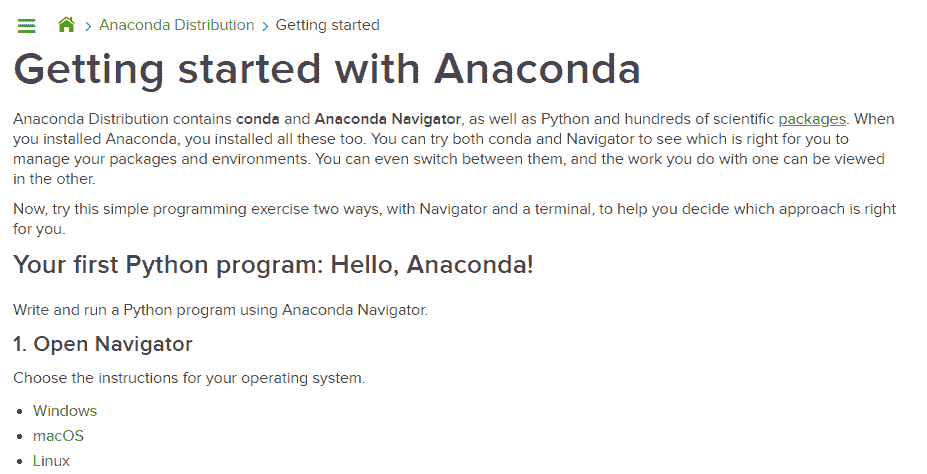 Anaconda Distribution › Getting started
Getting started with Anaconda
Anaconda Distribution contains conda and Anaconda Navigator, as well as Python and hundreds of scientific packages. When
you installed Anaconda, you installed all these too. You can try both conda and Navigator to see which is right for you to
manage your packages and environments. You can even switch between them, and the work you do with one can be viewed
in the other.
Now, try this simple programming exercise two ways, with Navigator and a terminal, to help you decide which approach is right
for you.
Your first Python program: Hello, Anaconda!
Write and run a Python program using Anaconda Navigator.
1. Open Navigator
Choose the instructions for your operating system.
• Windows
• macOS
• Linux